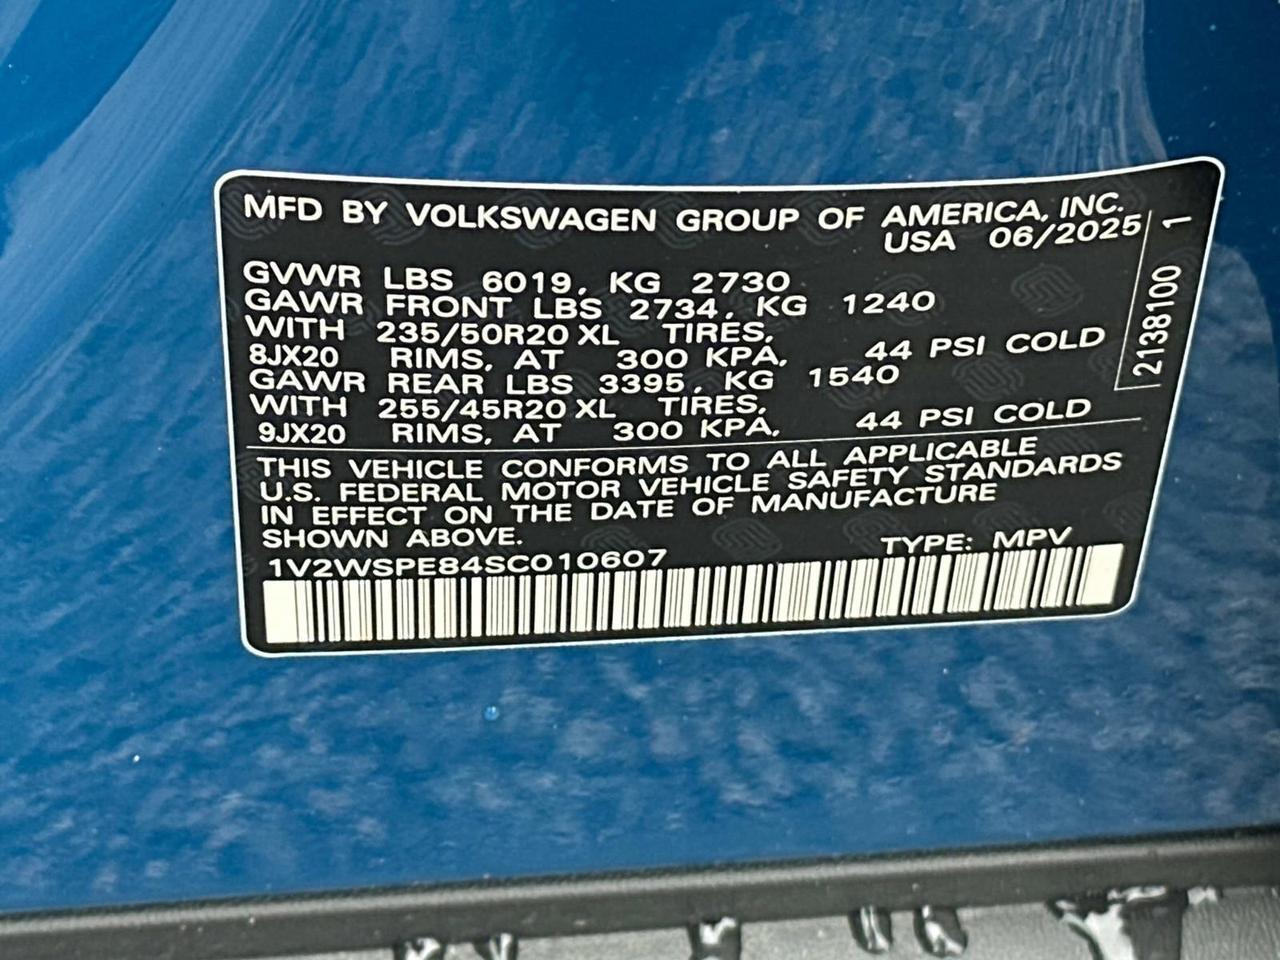 MFD BY VOLKSWAGEN GROUP OF AMERICA, INC.
USA 06/2025
GVWR LBS 6019, KG 2730
GAWR FRONT LBS 2734, KG 1240
WITH 235/50R20 XL TIRES,
8JX20 RIMS, AT 300 KPA, 44 PSI COLD
GAWR REAR LBS 3395, KG 1540
WITH 255/45R20 XL TIRES,
9JX20 RIMS, AT 300 KPA, 44 PSI COLD
2138100 1
THIS VEHICLE CONFORMS TO ALL APPLICABLE
U.S. FEDERAL MOTOR VEHICLE SAFETY STANDARDS
IN EFFECT ON THE DATE OF MANUFACTURE
SHOWN ABOVE.
1V2WSPE84SC010607 TYPE: MPV